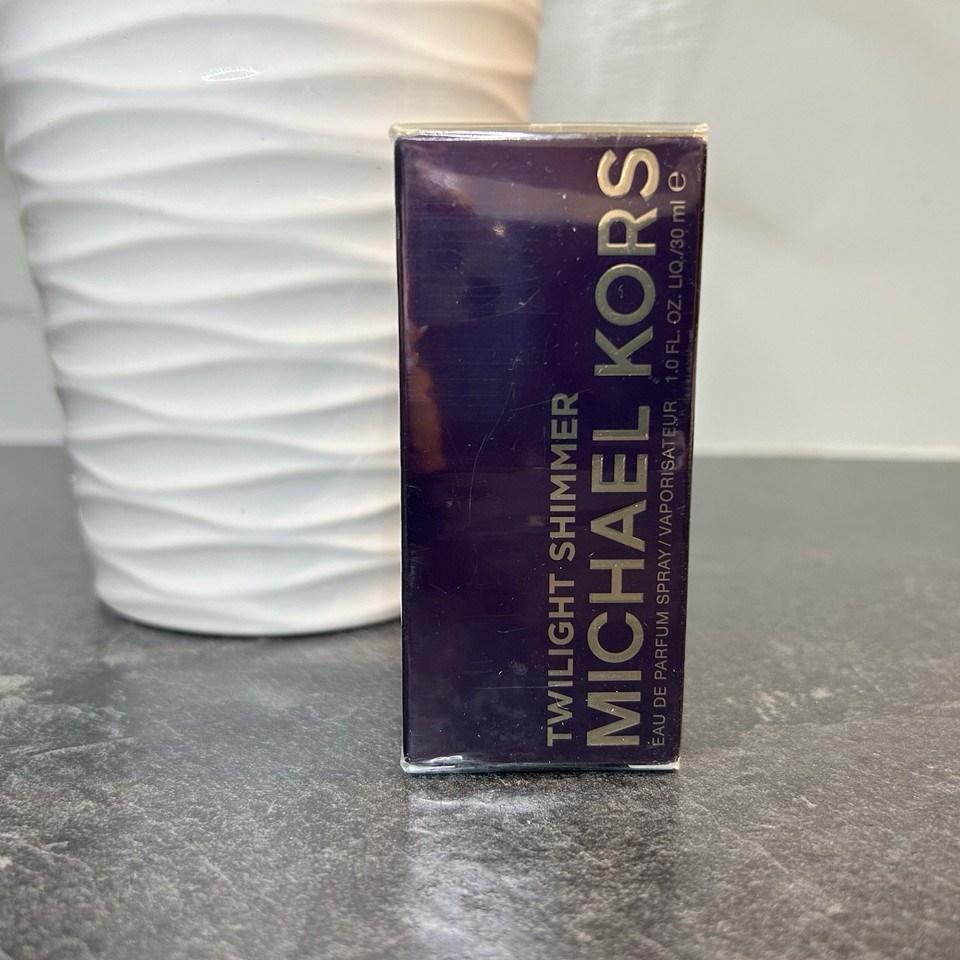 TWILIGHT SHIMMER
MICHAEL KORS
EAU DE PARFUM SPRAY / VAPORISATEUR 1.0 FL. OZ. LIQ./30 ml ℮